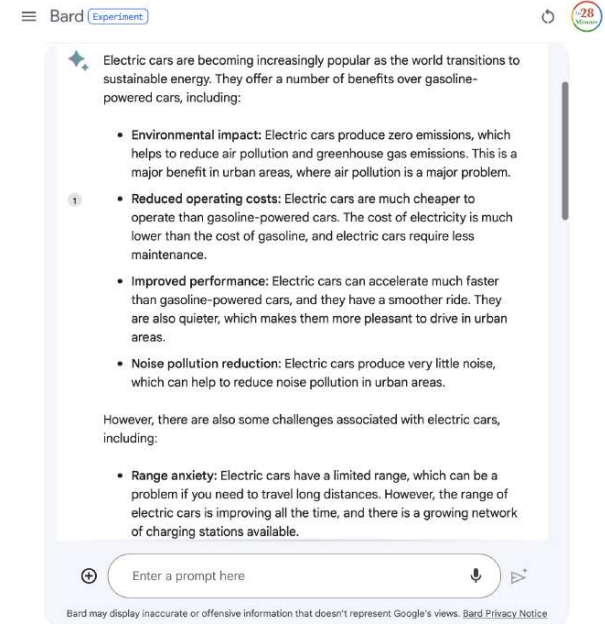 Bard Experiment
in28
Minutes
Electric cars are becoming increasingly popular as the world transitions to
sustainable energy. They offer a number of benefits over gasoline-
powered cars, including:
• Environmental impact: Electric cars produce zero emissions, which
helps to reduce air pollution and greenhouse gas emissions. This is a
major benefit in urban areas, where air pollution is a major problem.
1
• Reduced operating costs: Electric cars are much cheaper to
operate than gasoline-powered cars. The cost of electricity is much
lower than the cost of gasoline, and electric cars require less
maintenance.
• Improved performance: Electric cars can accelerate much faster
than gasoline-powered cars, and they have a smoother ride. They
are also quieter, which makes them more pleasant to drive in urban
areas.
• Noise pollution reduction: Electric cars produce very little noise,
which can help to reduce noise pollution in urban areas.
However, there are also some challenges associated with electric cars,
including:
• Range anxiety: Electric cars have a limited range, which can be a
problem if you need to travel long distances. However, the range of
electric cars is improving all the time, and there is a growing network
of charging stations available.
Enter a prompt here
Bard may display inaccurate or offensive information that doesn't represent Google's views. Bard Privacy Notice